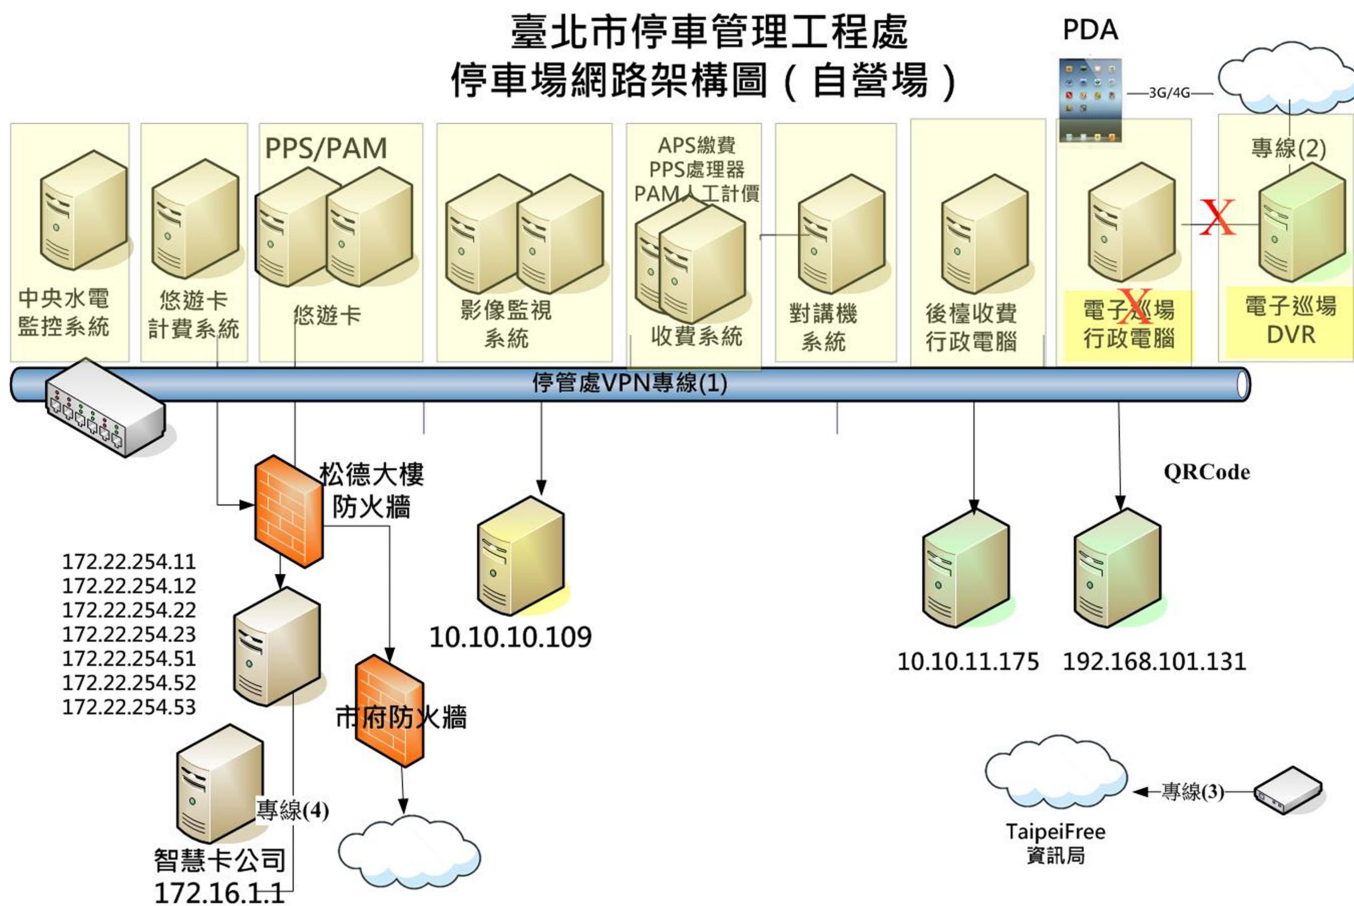 臺北市停車管理工程處
停車場網路架構圖（自營場）
PDA
3G/4G
PPS/PAM
APS繳費
PPS處理器
PAM人工計價
專線(2)
中央水電
監控系統
悠遊卡
計費系統
悠遊卡
影像監視
系統
收費系統
對講機
系統
後檯收費
行政電腦
X
電子巡場
行政電腦
X
電子巡場
DVR
停管處VPN專線(1)
松德大樓
防火牆
QRCode
172.22.254.11
172.22.254.12
172.22.254.22
172.22.254.23
172.22.254.51
172.22.254.52
172.22.254.53
10.10.10.109
10.10.11.175
192.168.101.131
市府防火牆
專線(4)
智慧卡公司
172.16.1.1
專線(3)
TaipeiFree
資訊局